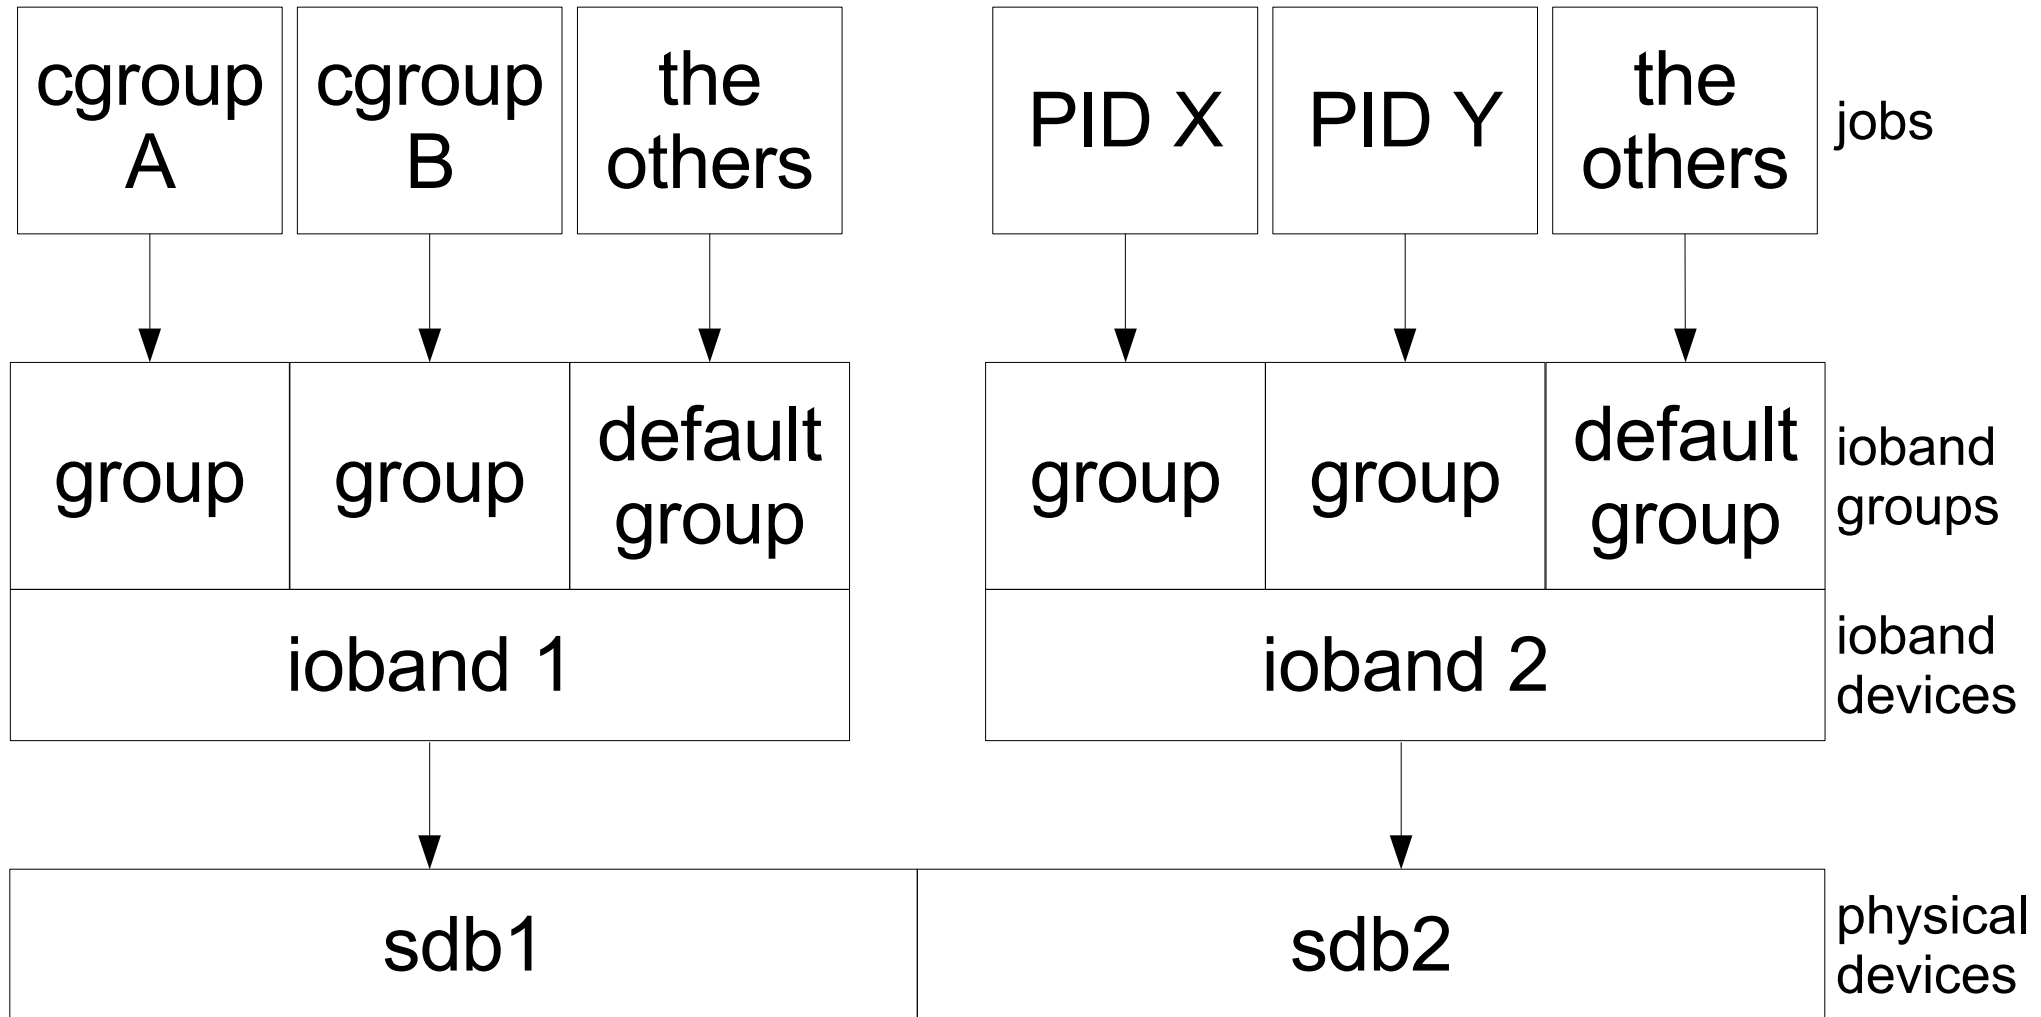 cgroup
A
cgroup
B
the
others
PID X
PID Y
the
others
jobs
group
group
default
group
group
group
default
group
ioband
groups
ioband 1
ioband 2
ioband
devices
sdb1
sdb2
physical
devices